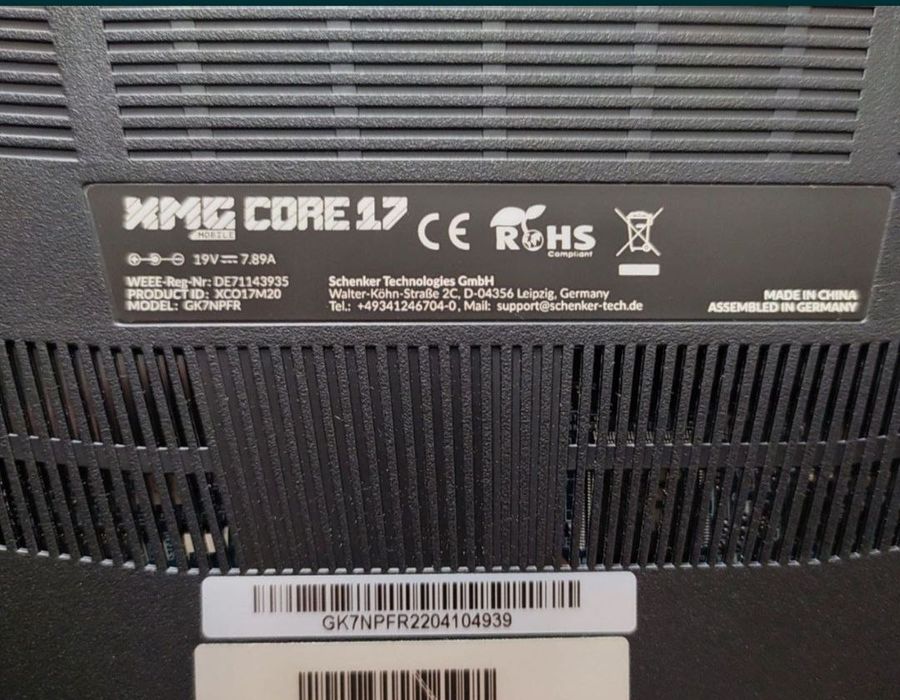 XMG CORE 17
MOBILE
CE
RoHS
Compliant
19V 7.89A
WEEE-Reg-Nr: DE71143935
PRODUCT ID: XCO17M20
MODEL: GK7NPFR
Schenker Technologies GmbH
Walter-Köhn-Straße 2C, D-04356 Leipzig, Germany
Tel.: +49341246704-0, Mail: support@schenker-tech.de
MADE IN CHINA
ASSEMBLED IN GERMANY
GK7NPFR2204104939